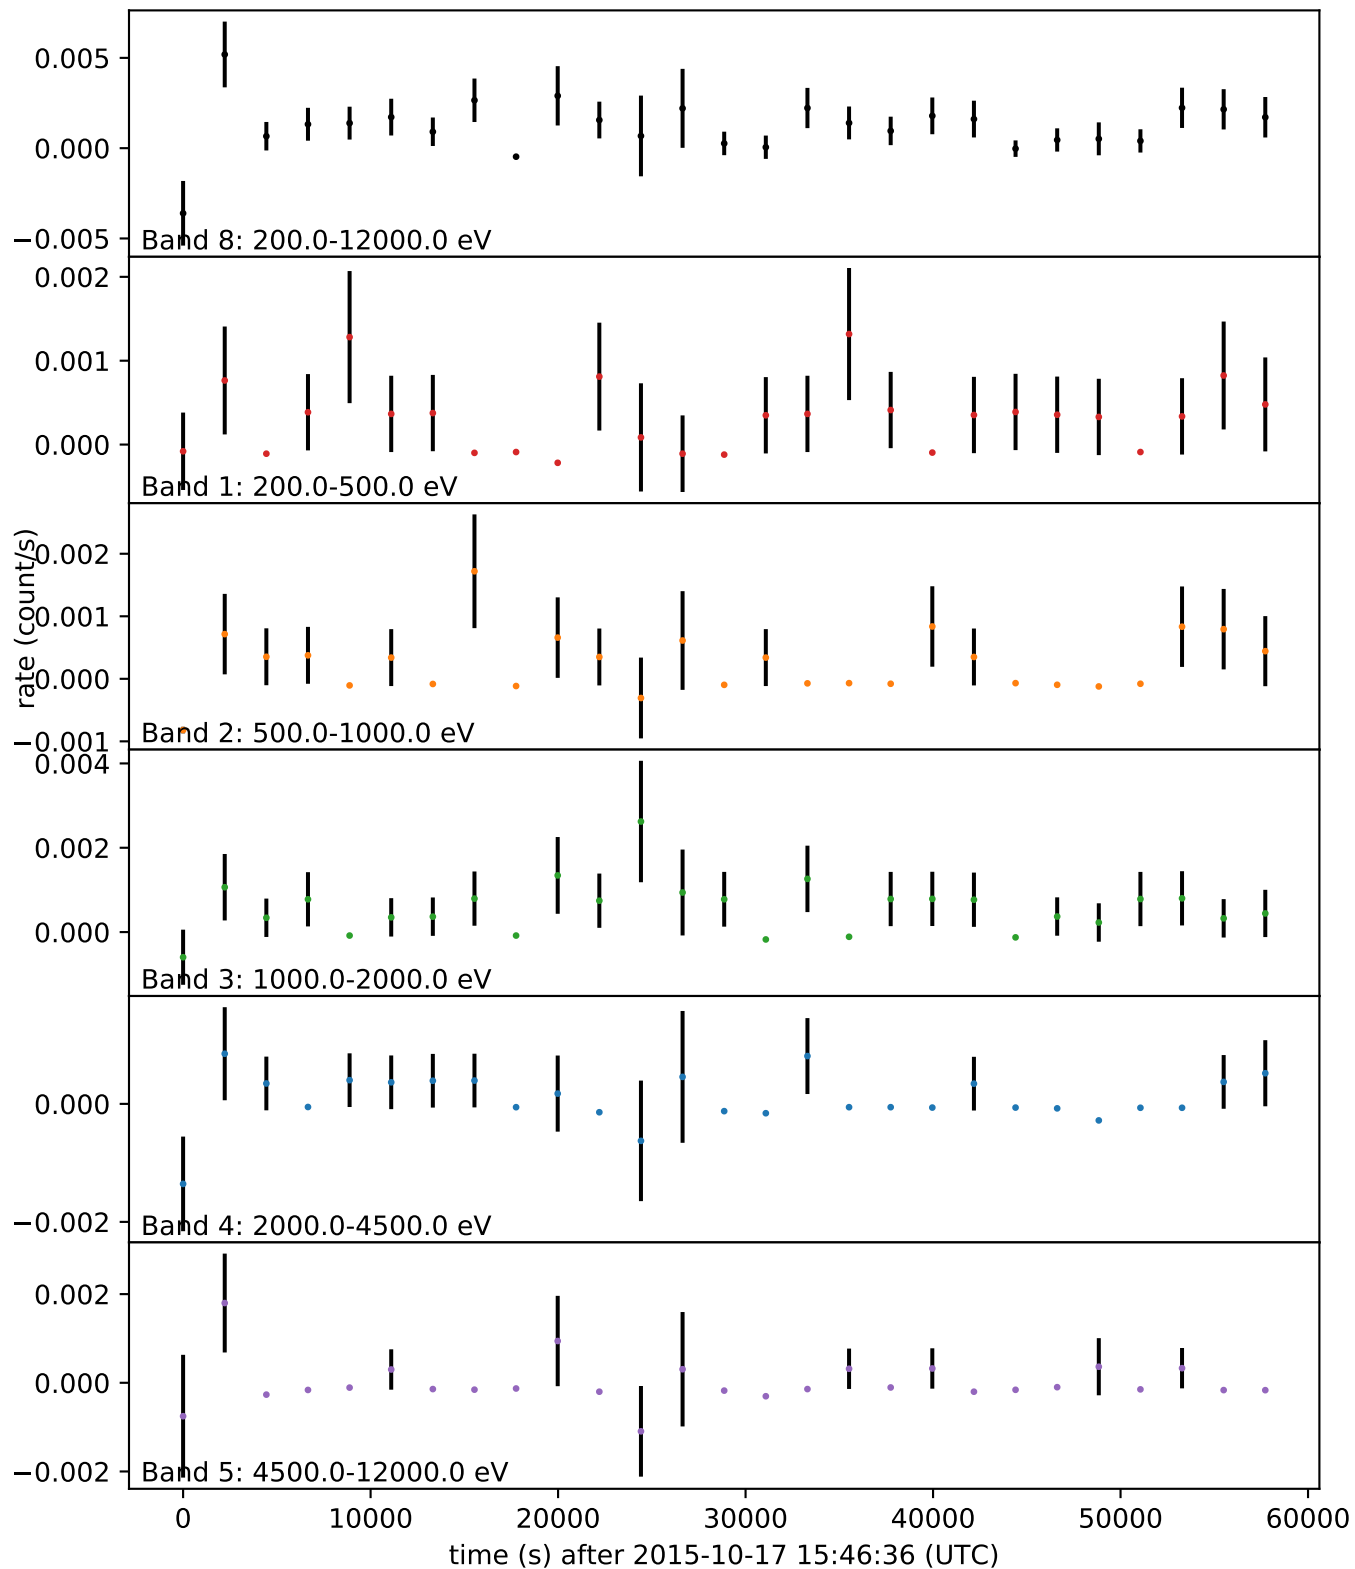 0.005
0.000
−0.005
Band 8: 200.0-12000.0 eV
0.002
0.001
0.000
Band 1: 200.0-500.0 eV
rate (count/s)
0.002
0.001
0.000
−0.001
Band 2: 500.0-1000.0 eV
0.004
0.002
0.000
Band 3: 1000.0-2000.0 eV
0.000
−0.002
Band 4: 2000.0-4500.0 eV
0.002
0.000
−0.002
Band 5: 4500.0-12000.0 eV
0 10000 20000 30000 40000 50000 60000
time (s) after 2015-10-17 15:46:36 (UTC)